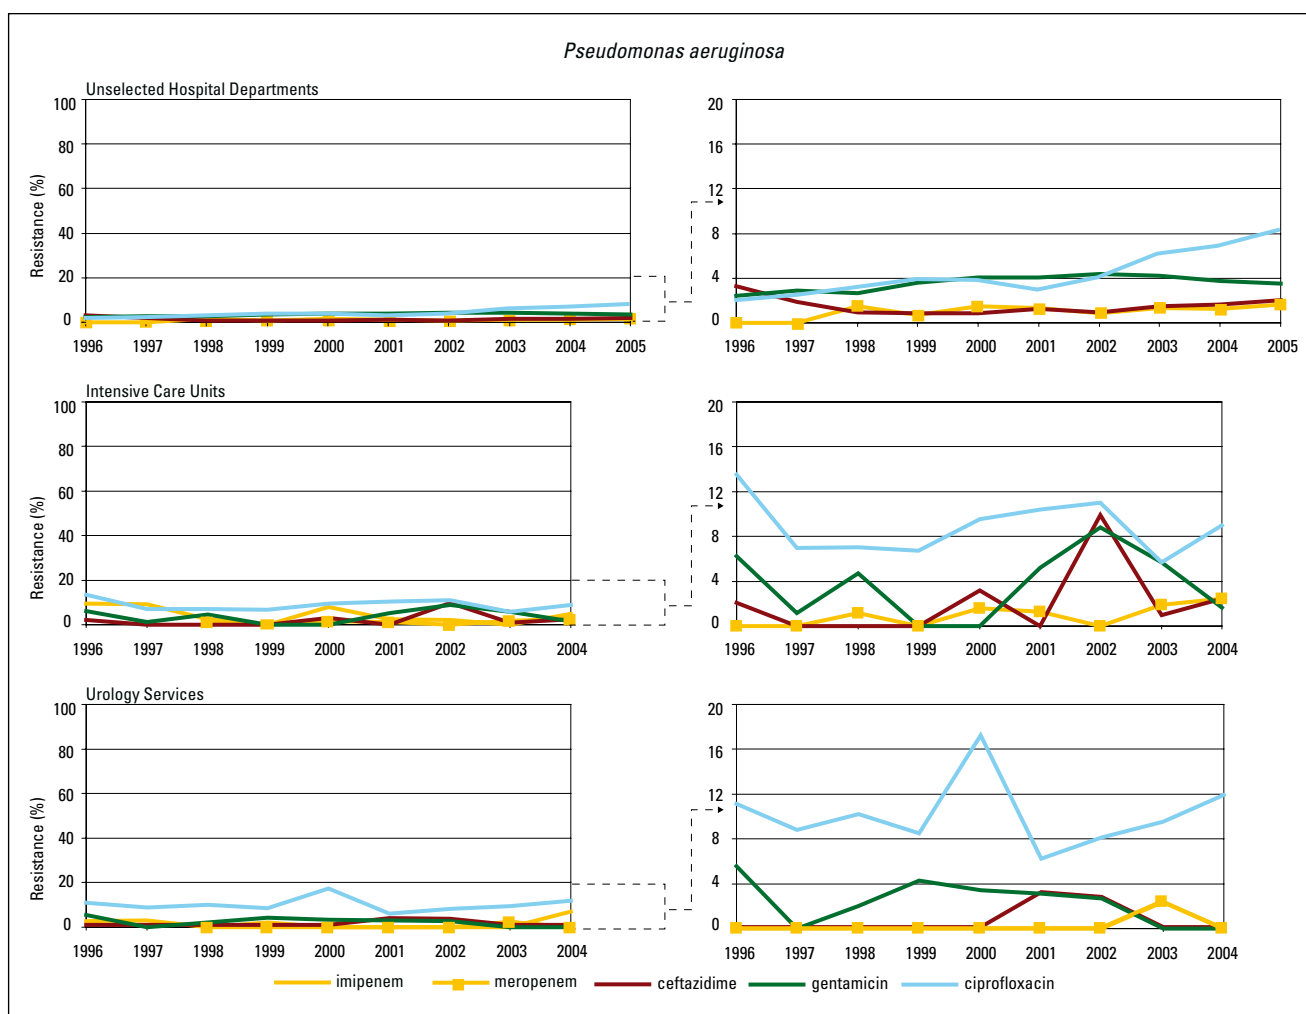 Pseudomonas aeruginosa
Unselected Hospital Departments
Resistance (%)
100
80
60
40
20
0
1996 1997 1998 1999 2000 2001 2002 2003 2004 2005
20
16
12
8
4
0
1996 1997 1998 1999 2000 2001 2002 2003 2004 2005
Intensive Care Units
Resistance (%)
100
80
60
40
20
0
1996 1997 1998 1999 2000 2001 2002 2003 2004
20
16
12
8
4
0
1996 1997 1998 1999 2000 2001 2002 2003 2004
Urology Services
Resistance (%)
100
80
60
40
20
0
1996 1997 1998 1999 2000 2001 2002 2003 2004
20
16
12
8
4
0
1996 1997 1998 1999 2000 2001 2002 2003 2004
imipenem meropenem ceftazidime gentamicin ciprofloxacin